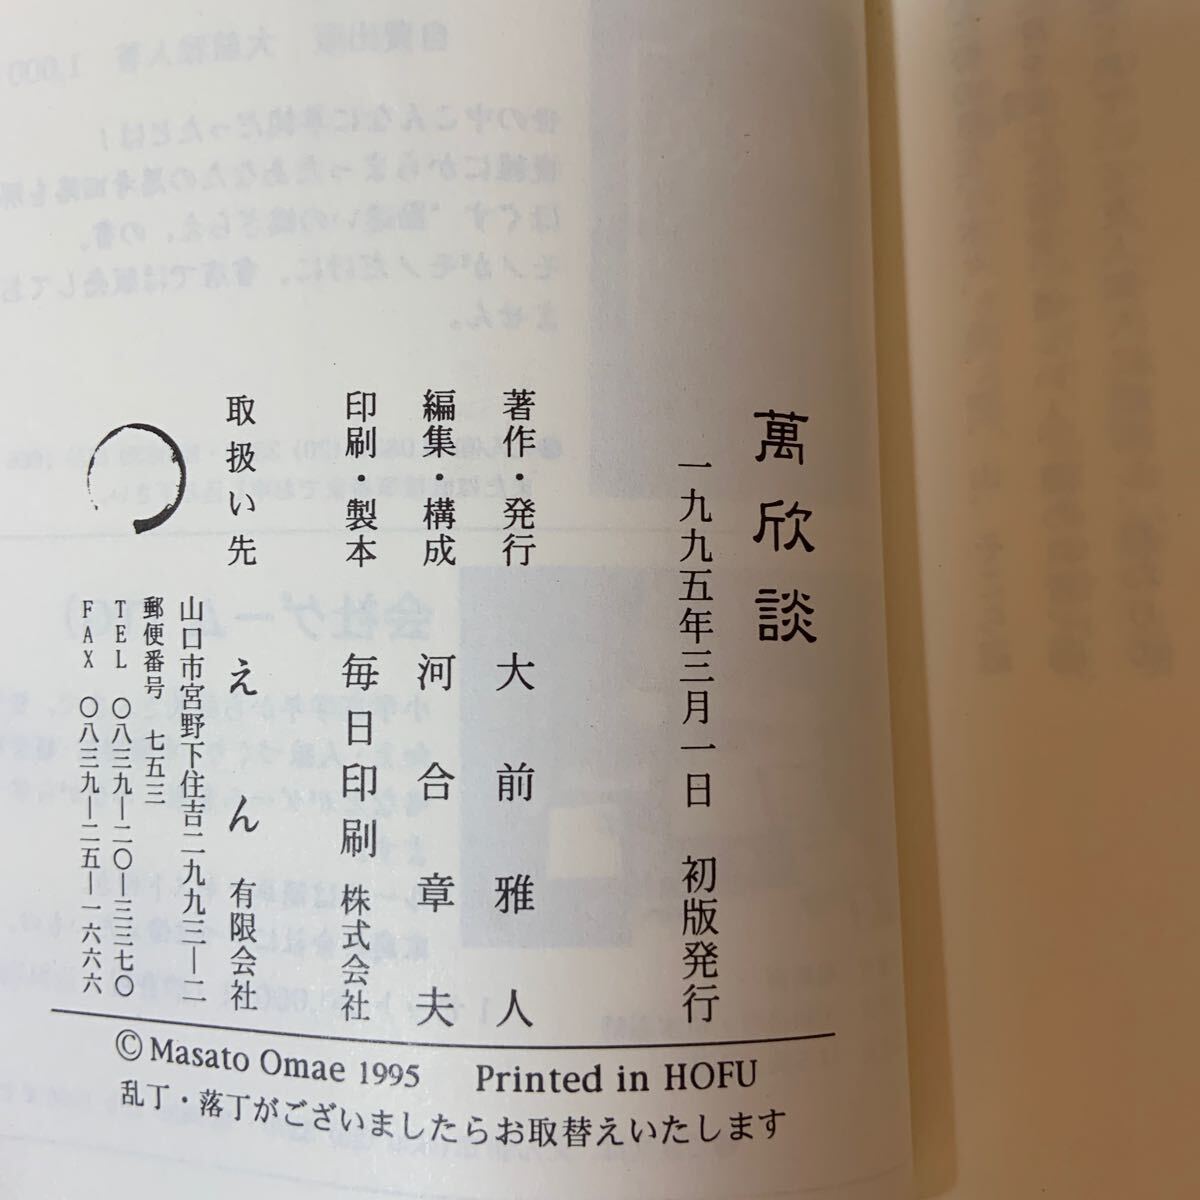 萬欣談
一九九五年三月一日　初版発行
著作・発行　大前雅人
編集・構成　河合章夫
印刷・製本　毎日印刷株式会社
取扱い先　えん有限会社
山口市宮野下住吉二九九三―二
郵便番号　七五三
TEL　〇八三九―二〇―三三七〇
FAX　〇八三九―二五―一六六六
© Masato Omae 1995　Printed in HOFU
乱丁・落丁がございましたらお取替えいたします